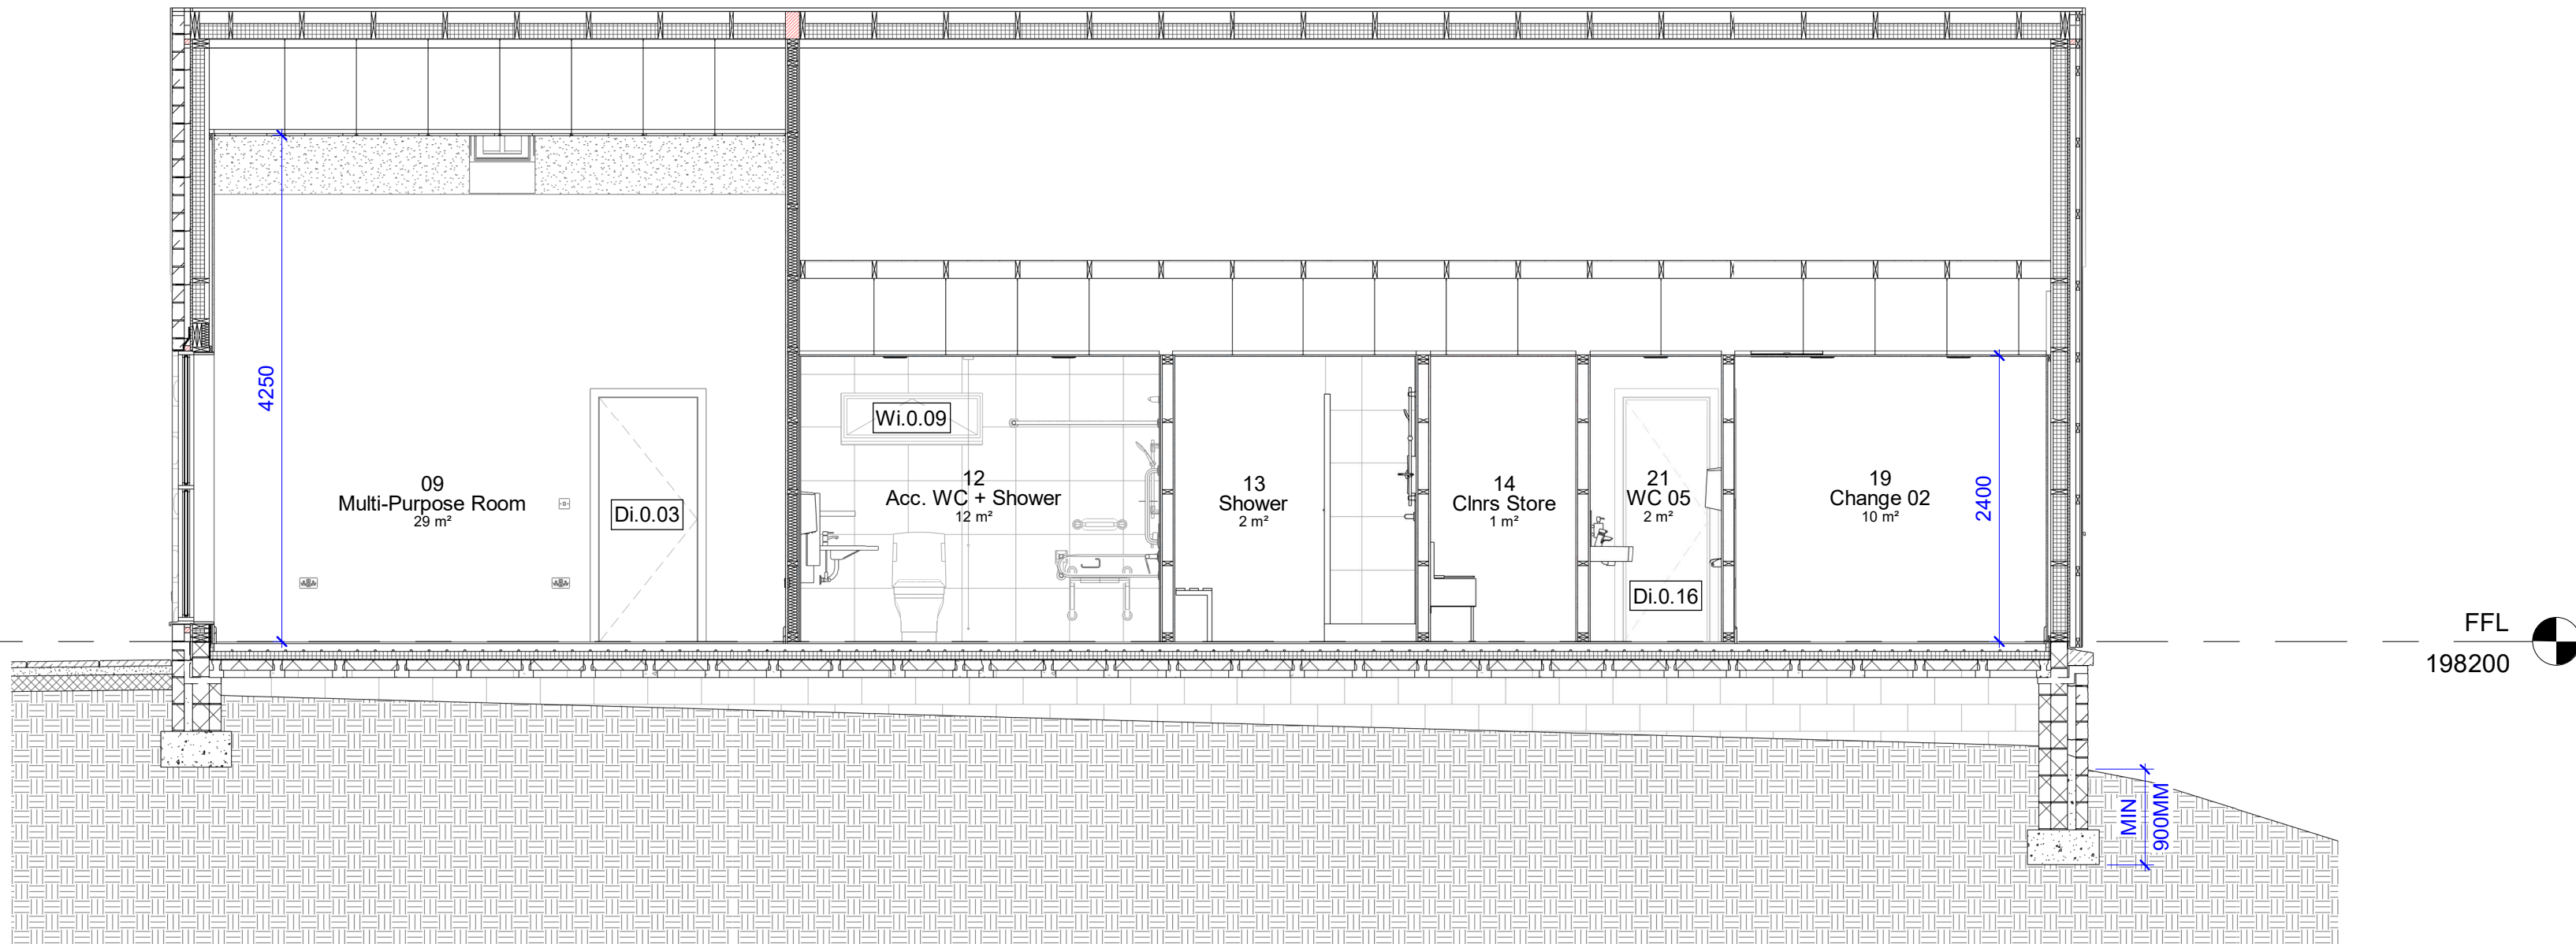 4250
09
Multi-Purpose Room
29 m²
Di.0.03
Wi.0.09
12
Acc. WC + Shower
12 m²
13
Shower
2 m²
14
Clnrs Store
1 m²
21
WC 05
2 m²
Di.0.16
19
Change 02
10 m²
2400
FFL
198200
MIN
900MM